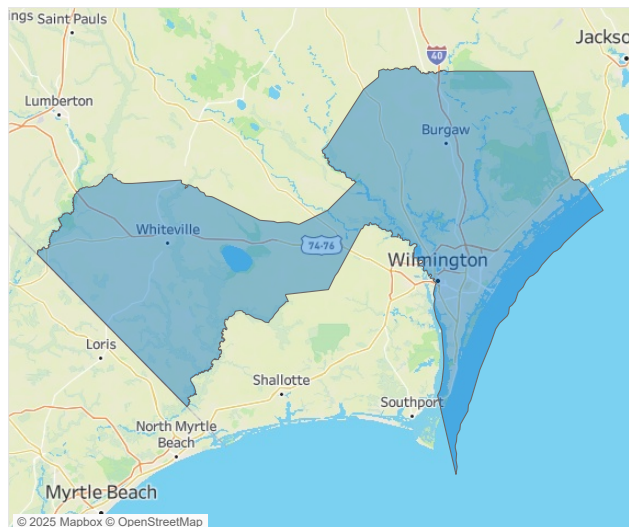 ngs
Saint Pauls
40
Jackso
Lumberton
Burgaw
Whiteville
74-76
Wilmington
Loris
Shallotte
Southport
North Myrtle
Beach
Myrtle Beach
© 2025 Mapbox © OpenStreetMap